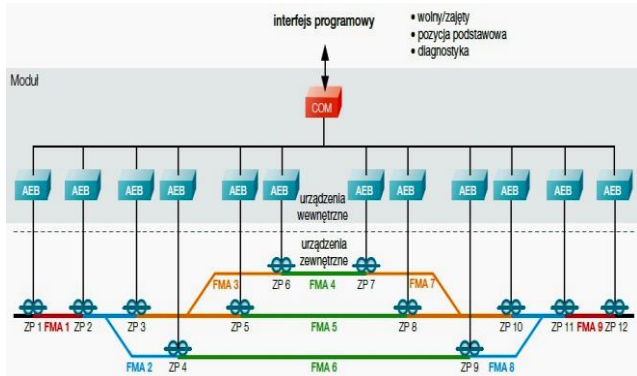 interfejs programowy
• wolny/zajęty
• pozycja podstawowa
• diagnostyka
Moduł
COM
AEB AEB AEB AEB AEB AEB AEB AEB AEB AEB AEB AEB
urządzenia
wewnętrzne
urządzenia
zewnętrzne
FMA 3 ZP 6 FMA 4 ZP 7 FMA 7
ZP 1 FMA 1 ZP 2 ZP 3 ZP 5 FMA 5 ZP 8 ZP 10 ZP 11 FMA 9 ZP 12
FMA 2 ZP 4 FMA 6 ZP 9 FMA 8